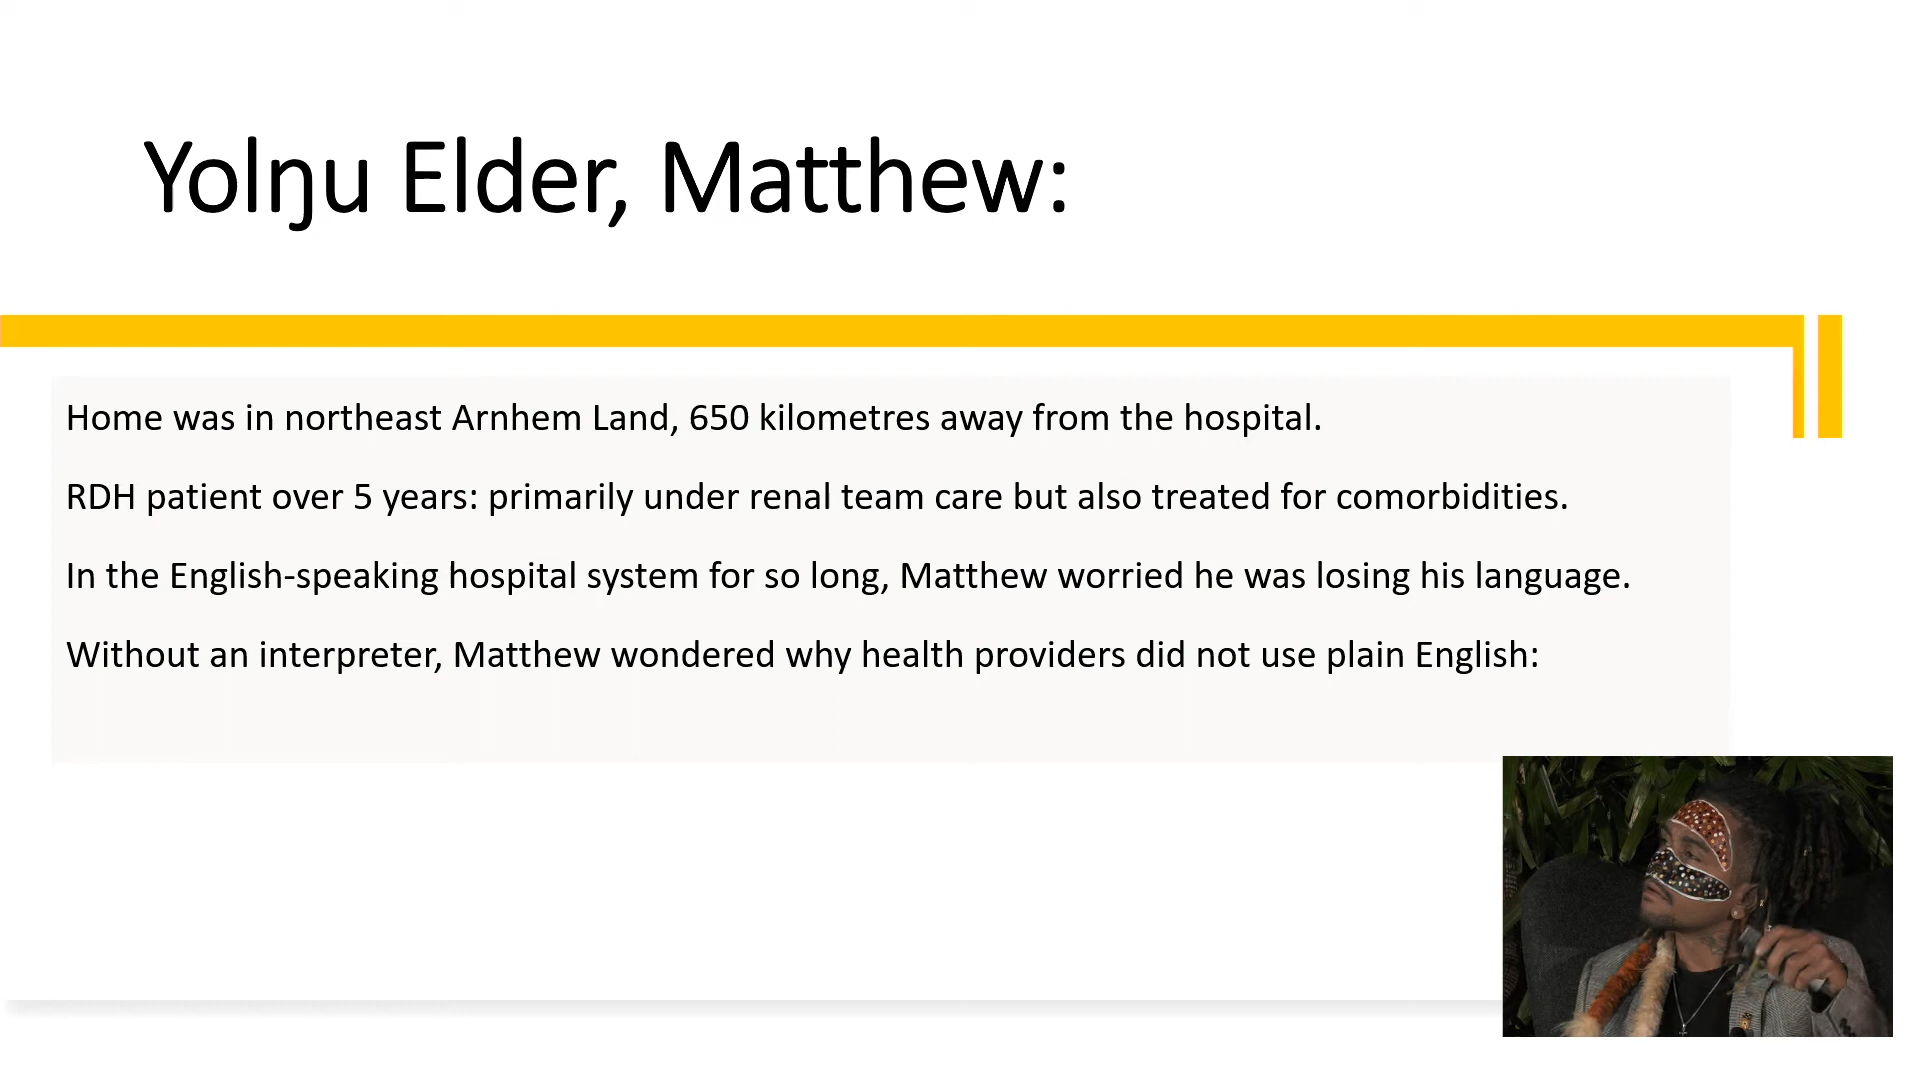 Yolŋu Elder, Matthew:
Home was in northeast Arnhem Land, 650 kilometres away from the hospital.
RDH patient over 5 years: primarily under renal team care but also treated for comorbidities.
In the English-speaking hospital system for so long, Matthew worried he was losing his language.
Without an interpreter, Matthew wondered why health providers did not use plain English: